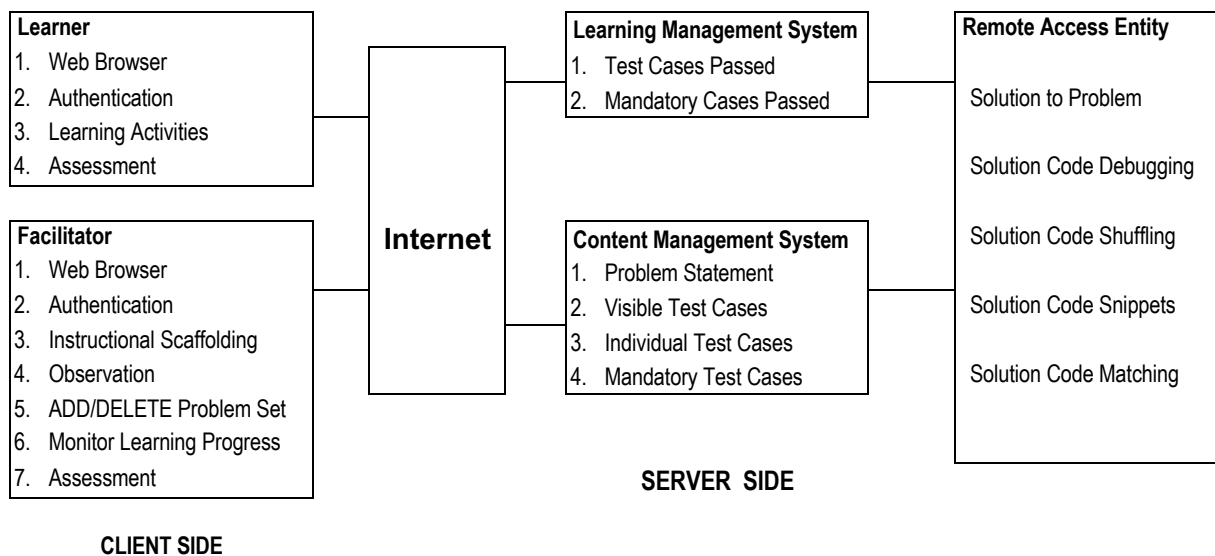 Learner
1. Web Browser
2. Authentication
3. Learning Activities
4. Assessment
Facilitator
1. Web Browser
2. Authentication
3. Instructional Scaffolding
4. Observation
5. ADD/DELETE Problem Set
6. Monitor Learning Progress
7. Assessment
CLIENT SIDE
Internet
Learning Management System
1. Test Cases Passed
2. Mandatory Cases Passed
Content Management System
1. Problem Statement
2. Visible Test Cases
3. Individual Test Cases
4. Mandatory Test Cases
SERVER SIDE
Remote Access Entity
Solution to Problem
Solution Code Debugging
Solution Code Shuffling
Solution Code Snippets
Solution Code Matching